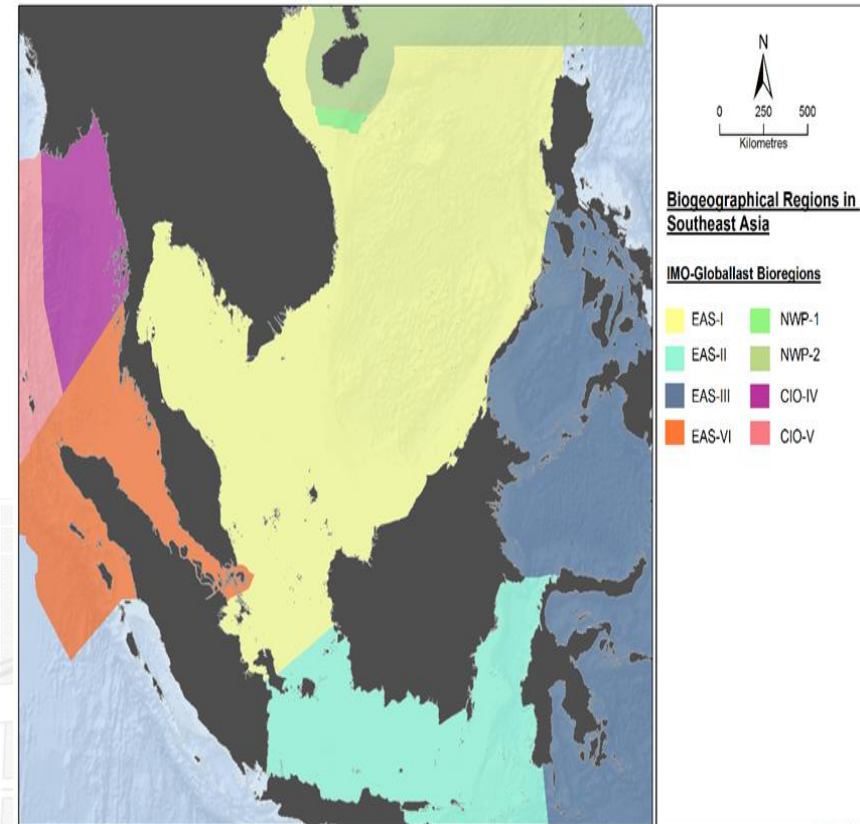 N
0 250 500
Kilometres
Biogeographical Regions in
Southeast Asia
IMO-Globallast Bioregions
EAS-I NWP-1
EAS-II NWP-2
EAS-III CIO-IV
EAS-VI CIO-V